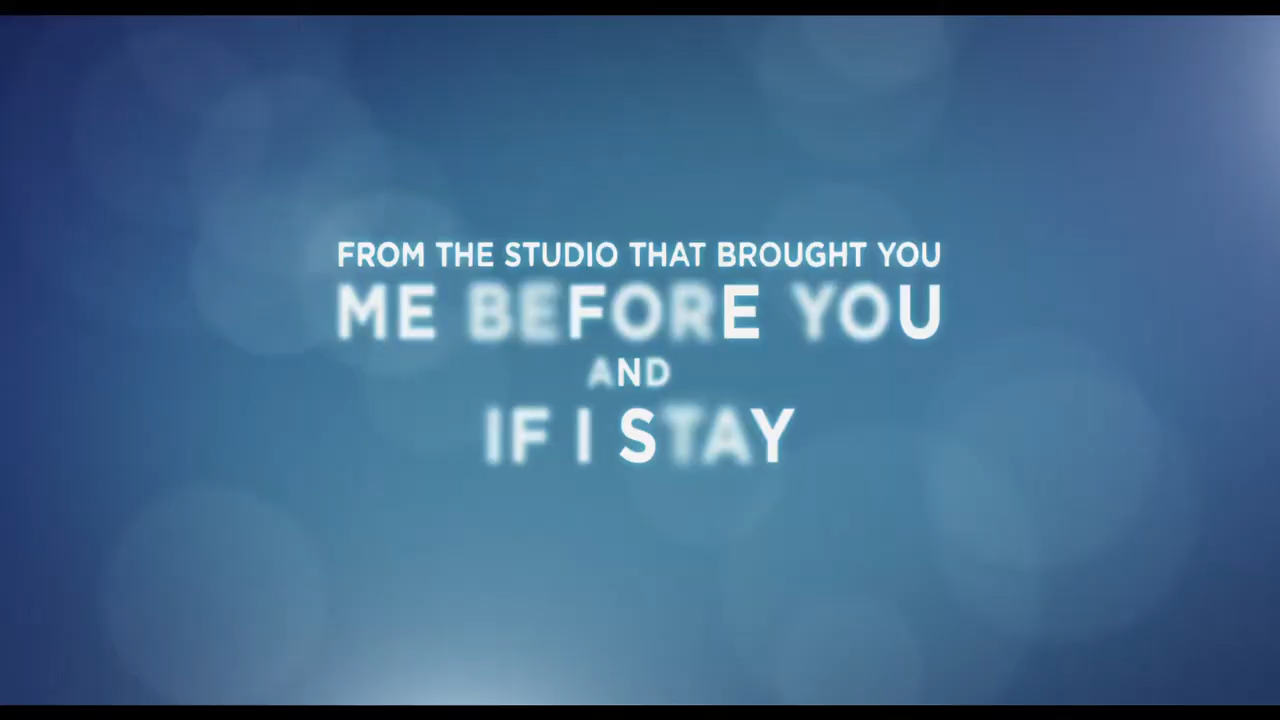 FROM THE STUDIO THAT BROUGHT YOU
ME BEFORE YOU
AND
IF I STAY